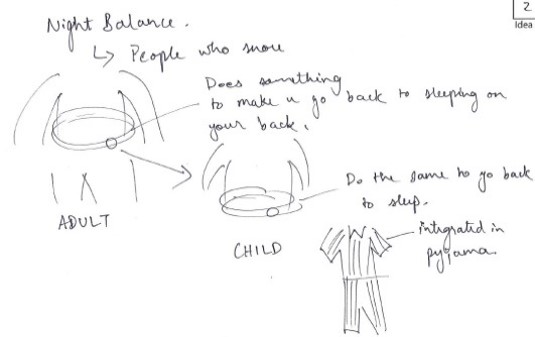 2
Idea
Night Balance.
↳ People who snore
Does something
to make u go back to sleeping on
your back.
ADULT
Do the same to go back
to sleep.
CHILD
integrated in
pyjama.